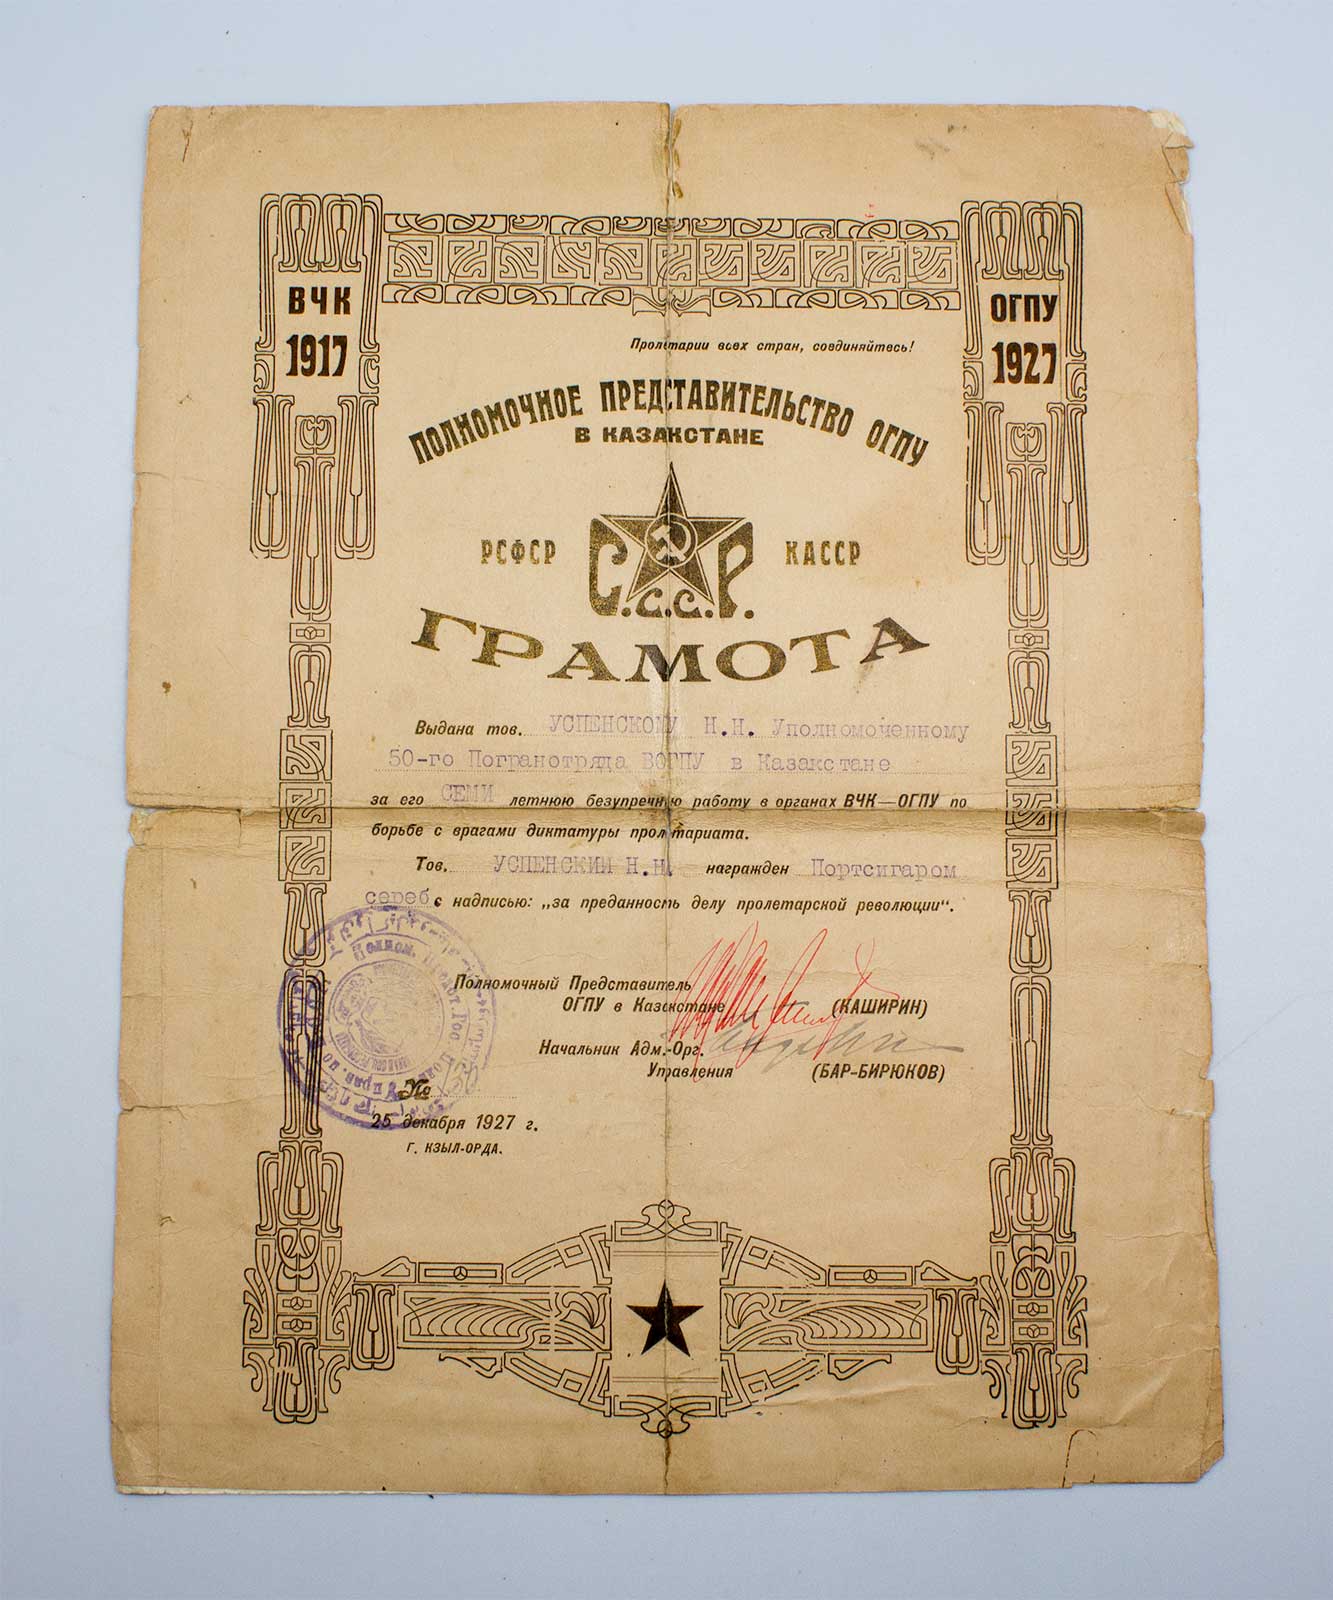 ВЧК
1917
ОГПУ
1927
Пролетарии всех стран, соединяйтесь!
ПОЛНОМОЧНОЕ ПРЕДСТАВИТЕЛЬСТВО ОГПУ
В КАЗАКСТАНЕ
РСФСР
С.С.С.Р.
КАССР
ГРАМОТА
Выдана тов. УСПЕНСКОМУ Н.Н. Уполномоченному
50-го Погранотряда ВОГПУ в Казакстане
за его СЕМИ летнюю безупречную работу в органах ВЧК—ОГПУ по
борьбе с врагами диктатуры пролетариата.
Тов. УСПЕНСКИЙ Н.Н. награжден Портсигаром
сереб с надписью: „за преданность делу пролетарской революции“.
Полномочный Представитель
ОГПУ в Казакстане (КАШИРИН)
Начальник Адм.-Орг.
Управления (БАР-БИРЮКОВ)
№
25 декабря 1927 г.
Г. КЗЫЛ-ОРДА.